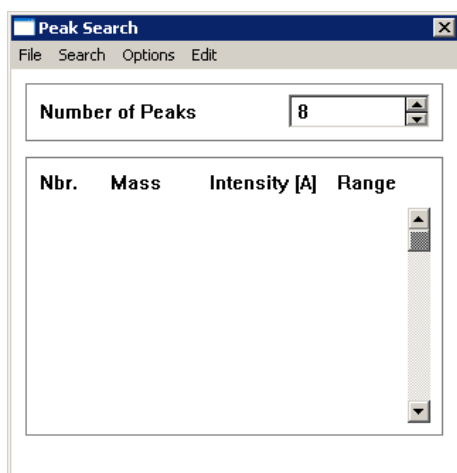 Peak Search
File Search Options Edit
Number of Peaks 8
Nbr. Mass Intensity [A] Range